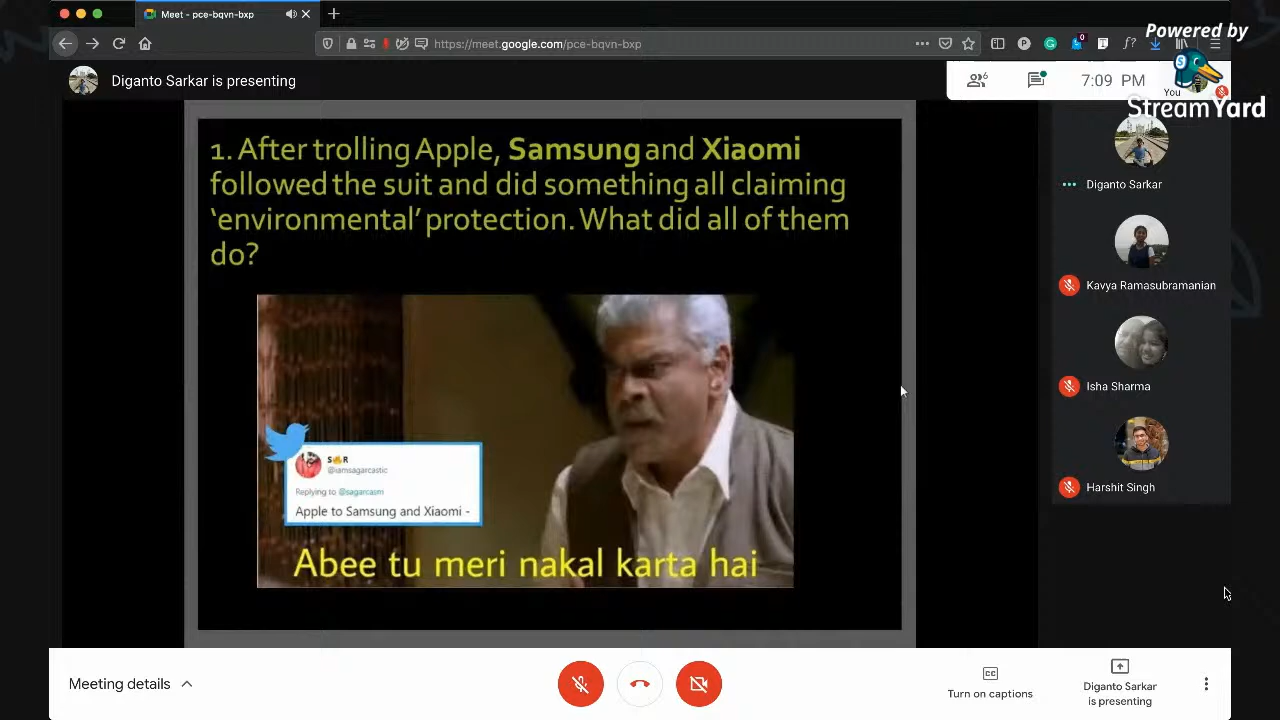 Meet - pce-bqvn-bxp
https://meet.google.com/pce-bqvn-bxp
Powered by
StreamYard
Diganto Sarkar is presenting
6
7:09 PM
You
1. After trolling Apple, Samsung and Xiaomi
followed the suit and did something all claiming
‘environmental’ protection. What did all of them
do?
S🔥R
@iamsagarcastic
Replying to @sagarcasm
Apple to Samsung and Xiaomi -
Abee tu meri nakal karta hai
Diganto Sarkar
Kavya Ramasubramanian
Isha Sharma
Harshit Singh
Meeting details
Turn on captions
Diganto Sarkar
is presenting